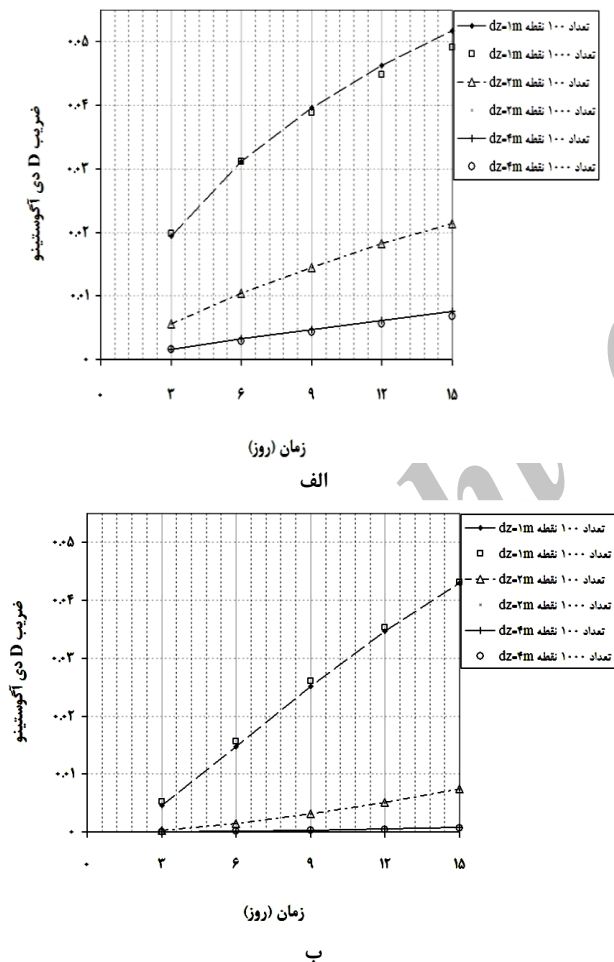 ۰.۰۵
۰.۰۴
۰.۰۳
۰.۰۲
۰.۰۱
۰
ضریب D دی آگوستینو
۰ ۳ ۶ ۹ ۱۲ ۱۵
زمان (روز)
تعداد ۱۰۰ نقطه dz=۱m
تعداد ۱۰۰۰ نقطه dz=۱m
تعداد ۱۰۰ نقطه dz=۲m
تعداد ۱۰۰۰ نقطه dz=۲m
تعداد ۱۰۰ نقطه dz=۴m
تعداد ۱۰۰۰ نقطه dz=۴m
الف
۰.۰۵
۰.۰۴
۰.۰۳
۰.۰۲
۰.۰۱
۰
ضریب D دی آگوستینو
۰ ۳ ۶ ۹ ۱۲ ۱۵
زمان (روز)
تعداد ۱۰۰ نقطه dz=۱m
تعداد ۱۰۰۰ نقطه dz=۱m
تعداد ۱۰۰ نقطه dz=۲m
تعداد ۱۰۰۰ نقطه dz=۲m
تعداد ۱۰۰ نقطه dz=۴m
تعداد ۱۰۰۰ نقطه dz=۴m
ب